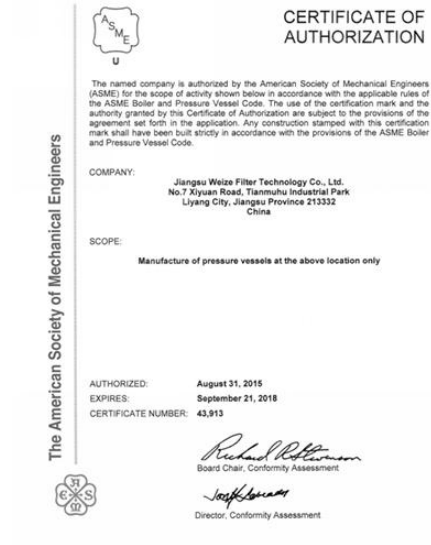 CERTIFICATE OF
AUTHORIZATION
ASME
U
The named company is authorized by the American Society of Mechanical Engineers
(ASME) for the scope of activity shown below in accordance with the applicable rules of
the ASME Boiler and Pressure Vessel Code. The use of the certification mark and the
authority granted by this Certificate of Authorization are subject to the provisions of the
agreement set forth in the application. Any construction stamped with this certification
mark shall have been built strictly in accordance with the provisions of the ASME Boiler
and Pressure Vessel Code.
COMPANY:
Jiangsu Weize Filter Technology Co., Ltd.
No.7 Xiyuan Road, Tianmuhu Industrial Park
Liyang City, Jiangsu Province 213332
China
SCOPE:
Manufacture of pressure vessels at the above location only
AUTHORIZED: August 31, 2015
EXPIRES: September 21, 2018
CERTIFICATE NUMBER: 43,913
Board Chair, Conformity Assessment
Director, Conformity Assessment
The American Society of Mechanical Engineers